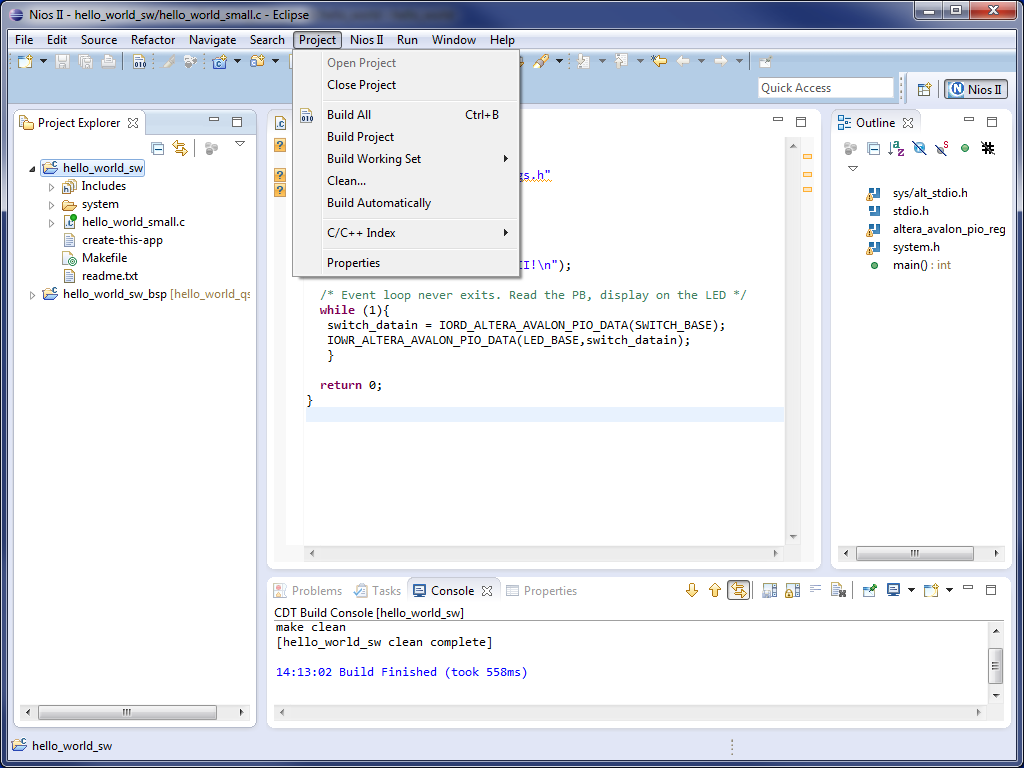 Nios II - hello_world_sw/hello_world_small.c - Eclipse
File Edit Source Refactor Navigate Search Project Nios II Run Window Help
Open Project
Close Project
Build All Ctrl+B
Build Project
Build Working Set
Clean...
Build Automatically
C/C++ Index
Properties
Quick Access
Nios II
Project Explorer
hello_world_sw
Includes
system
hello_world_small.c
create-this-app
Makefile
readme.txt
hello_world_sw_bsp [hello_world_qs
gs.h"
II!\n");
/* Event loop never exits. Read the PB, display on the LED */
while (1){
switch_datain = IORD_ALTERA_AVALON_PIO_DATA(SWITCH_BASE);
IOWR_ALTERA_AVALON_PIO_DATA(LED_BASE,switch_datain);
}
return 0;
}
Outline
sys/alt_stdio.h
stdio.h
altera_avalon_pio_reg
system.h
main() : int
Problems Tasks Console Properties
CDT Build Console [hello_world_sw]
make clean
[hello_world_sw clean complete]
14:13:02 Build Finished (took 558ms)
hello_world_sw